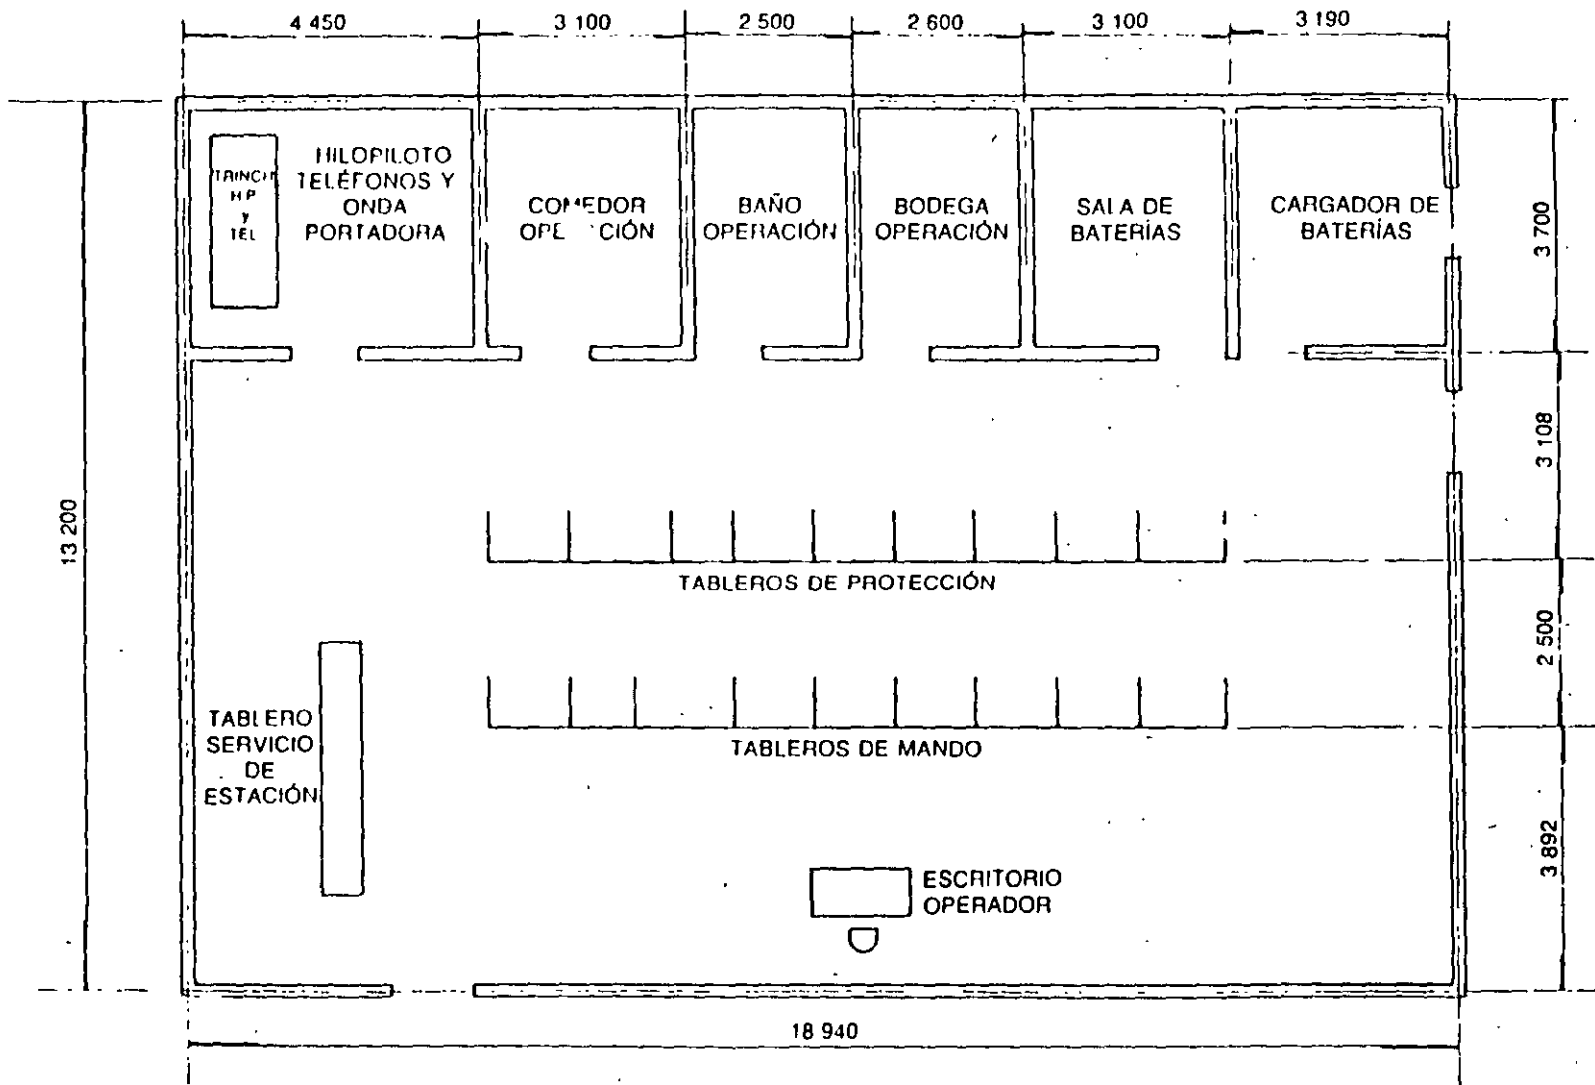 4 450
3 100
2 500
2 600
3 100
3 190
HILOPILOTO
TELÉFONOS Y
ONDA
PORTADORA
H P
y
TEL
COMEDOR
BAÑO
OPERACIÓN
BODEGA
OPERACIÓN
SALA DE
BATERÍAS
CARGADOR DE
BATERÍAS
3 700
3 108
13 200
TABLEROS DE PROTECCIÓN
2 500
TABLERO
SERVICIO
DE
ESTACIÓN
TABLEROS DE MANDO
3 892
ESCRITORIO
OPERADOR
18 940